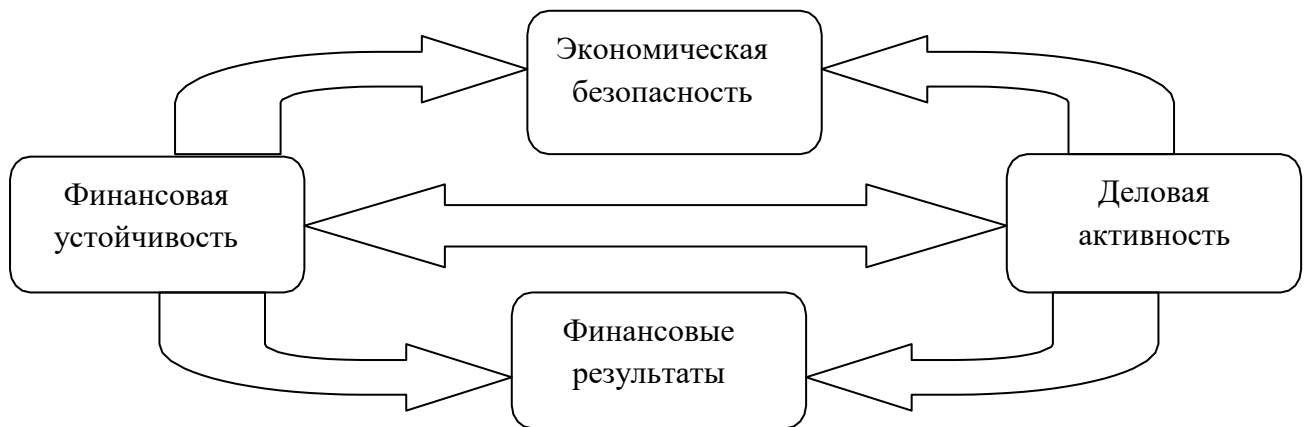 Экономическая
безопасность
Финансовая
устойчивость
Деловая
активность
Финансовые
результаты